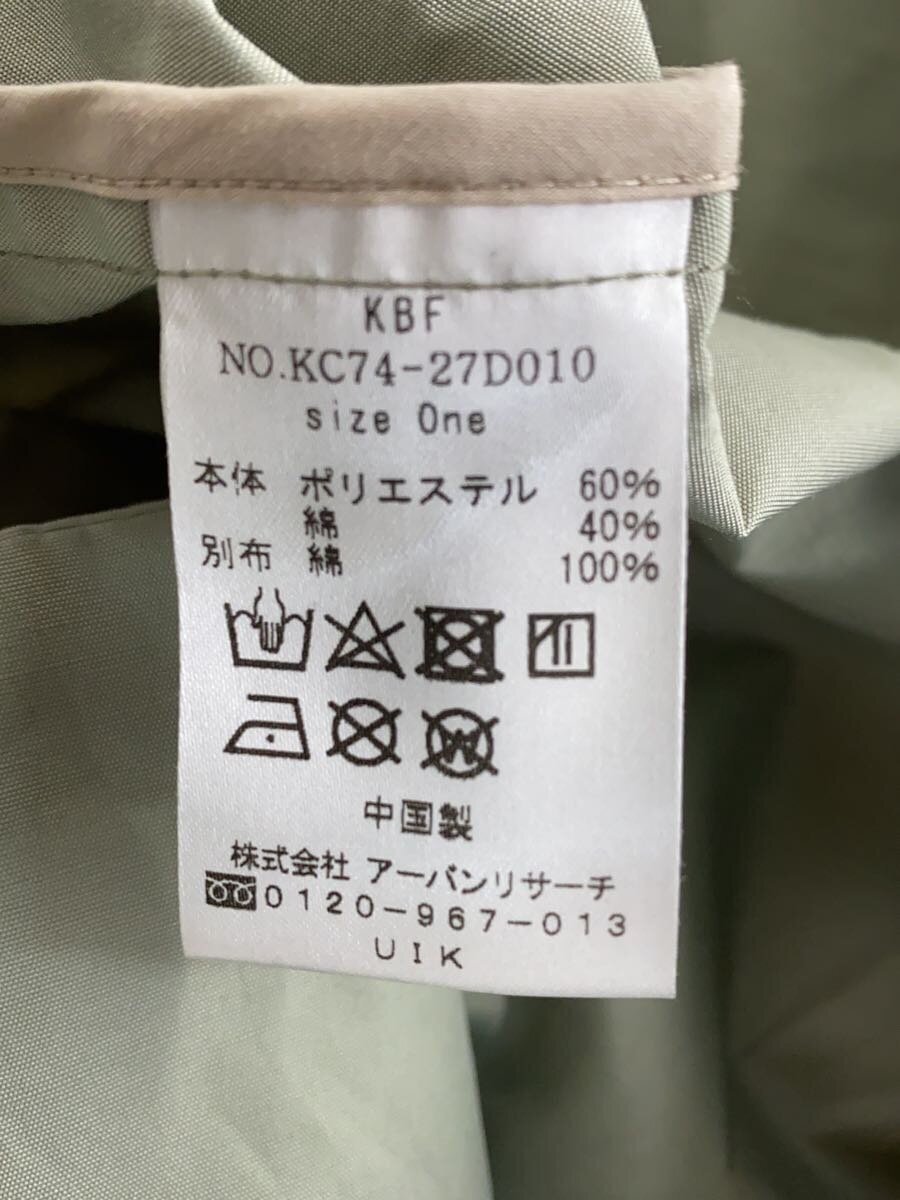 KBF
NO.KC74-27D010
size One
本体 ポリエステル 60%
綿 40%
別布 綿 100%
中国製
株式会社 アーバンリサーチ
0120-967-013
UIK